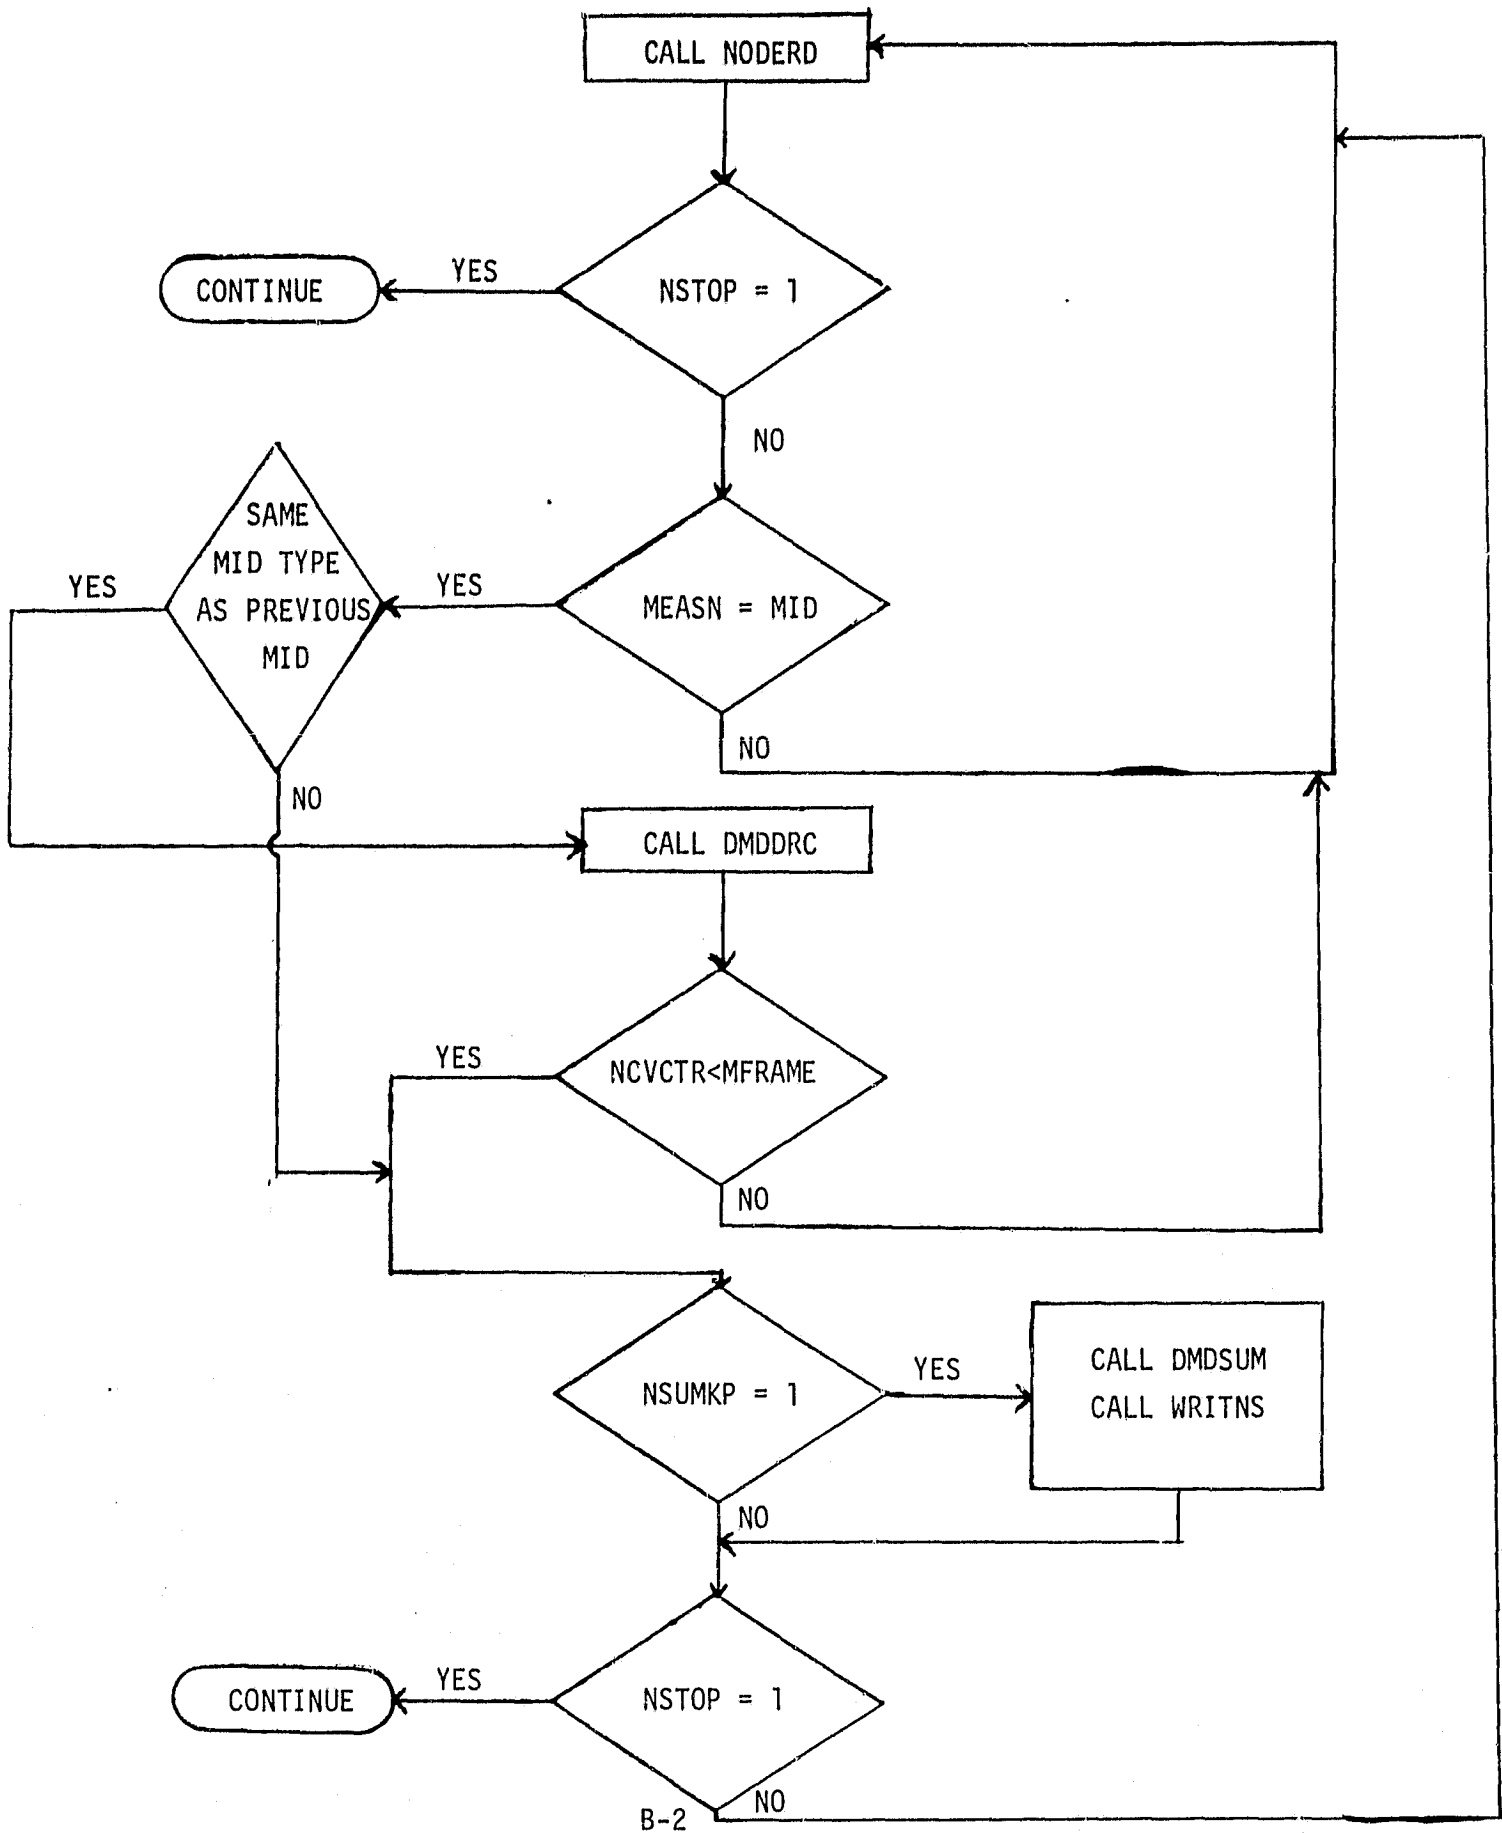 CALL NODERD
YES
CONTINUE
NSTOP = 1
NO
SAME
MID TYPE
AS PREVIOUS
MID
YES
YES
MEASN = MID
NO
NO
CALL DMDDRC
YES
NCVCTR<MFRAME
NO
NSUMKP = 1
YES
CALL DMDSUM
CALL WRITNS
NO
CONTINUE
YES
NSTOP = 1
NO
B-2